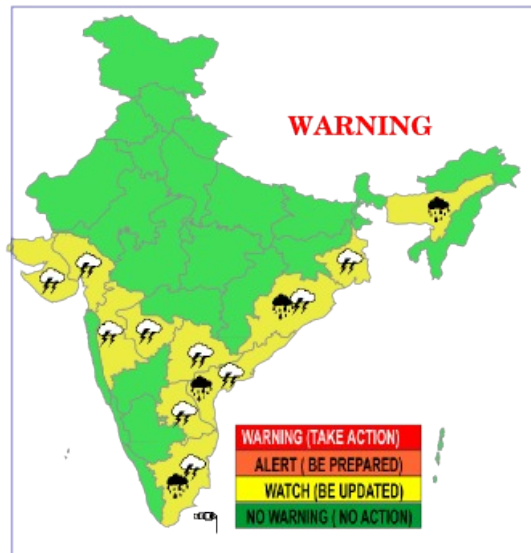 WARNING
WARNING (TAKE ACTION)
ALERT ( BE PREPARED)
WATCH (BE UPDATED)
NO WARNING ( NO ACTION)